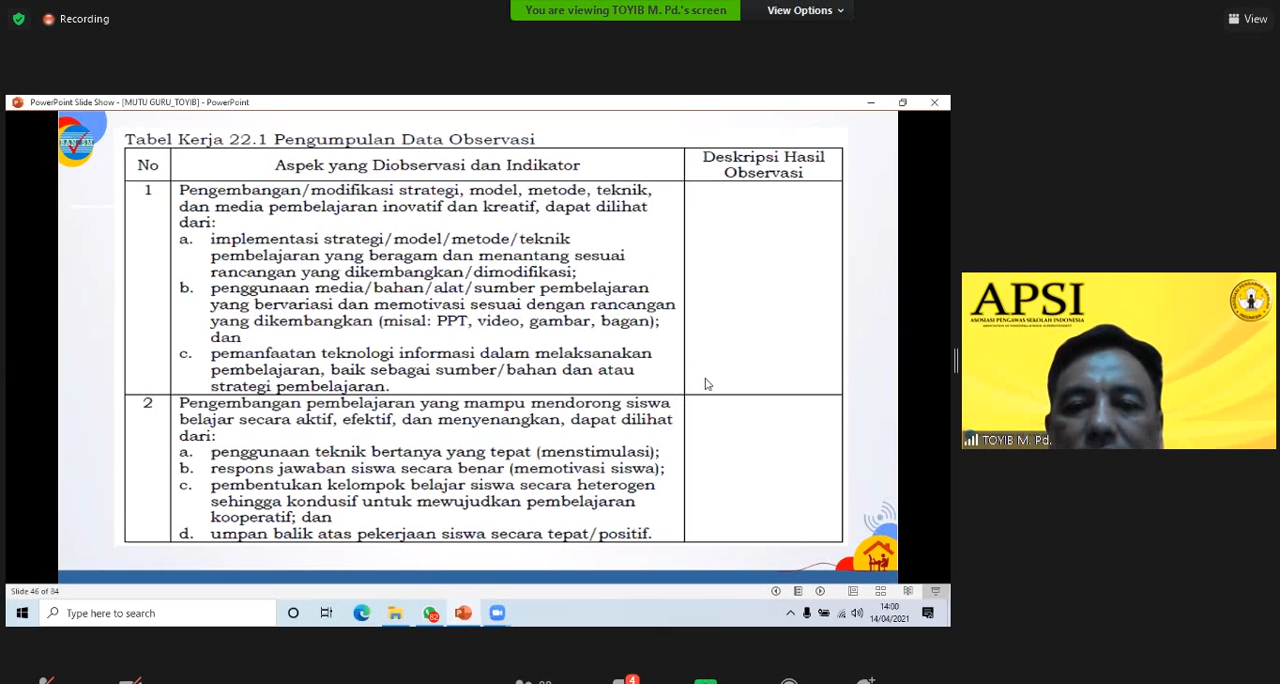 Recording
You are viewing TOYIB M. Pd.'s screen
View Options
View
PowerPoint Slide Show - [MUTU GURU_TOYIB] - PowerPoint
Tabel Kerja 22.1 Pengumpulan Data Observasi
No
Aspek yang Diobservasi dan Indikator
Deskripsi Hasil
Observasi
1
Pengembangan/modifikasi strategi, model, metode, teknik,
dan media pembelajaran inovatif dan kreatif, dapat dilihat
dari:
a. implementasi strategi/model/metode/teknik
pembelajaran yang beragam dan menantang sesuai
rancangan yang dikembangkan/dimodifikasi;
b. penggunaan media/bahan/alat/sumber pembelajaran
yang bervariasi dan memotivasi sesuai dengan rancangan
yang dikembangkan (misal: PPT, video, gambar, bagan);
dan
c. pemanfaatan teknologi informasi dalam melaksanakan
pembelajaran, baik sebagai sumber/bahan dan atau
strategi pembelajaran.
2
Pengembangan pembelajaran yang mampu mendorong siswa
belajar secara aktif, efektif, dan menyenangkan, dapat dilihat
dari:
a. penggunaan teknik bertanya yang tepat (menstimulasi);
b. respons jawaban siswa secara benar (memotivasi siswa);
c. pembentukan kelompok belajar siswa secara heterogen
sehingga kondusif untuk mewujudkan pembelajaran
kooperatif; dan
d. umpan balik atas pekerjaan siswa secara tepat/positif.
Slide 46 of 84
Type here to search
14:00
14/04/2021
APSI
ASOSIASI PENGAWAS SEKOLAH INDONESIA
TOYIB M. Pd.
4